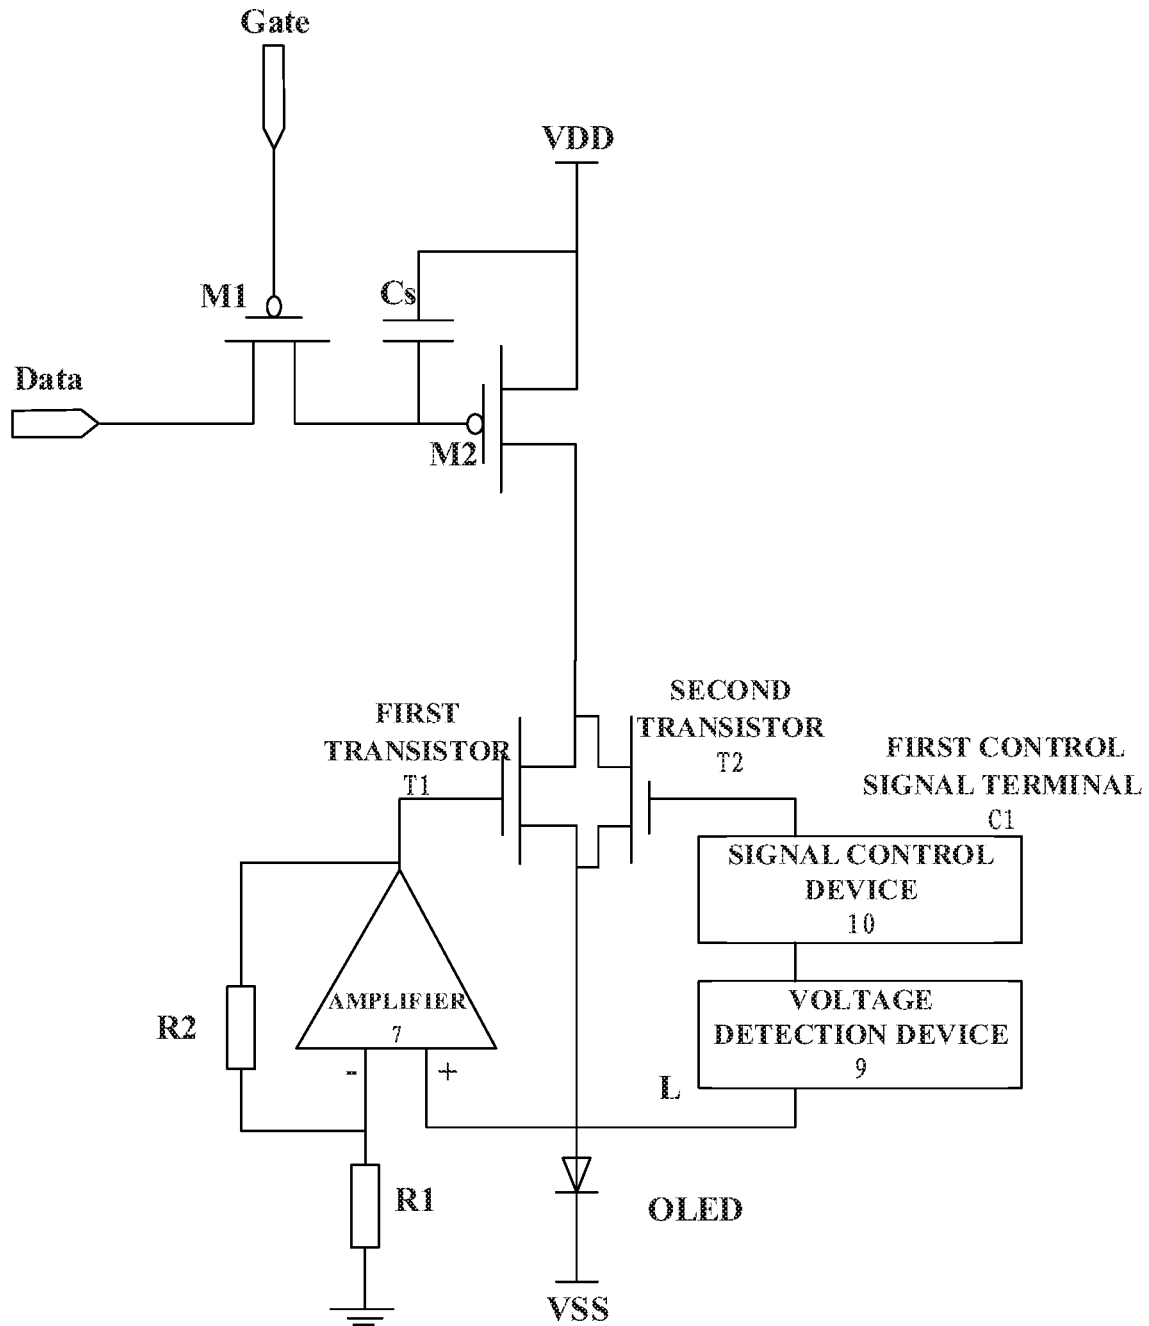 Gate
VDD
M1
Cs
Data
M2
FIRST
TRANSISTOR
T1
SECOND
TRANSISTOR
T2
FIRST CONTROL
SIGNAL TERMINAL
C1
SIGNAL CONTROL
DEVICE
10
AMPLIFIER
7
VOLTAGE
DETECTION DEVICE
9
R2
-
+
L
R1
OLED
VSS